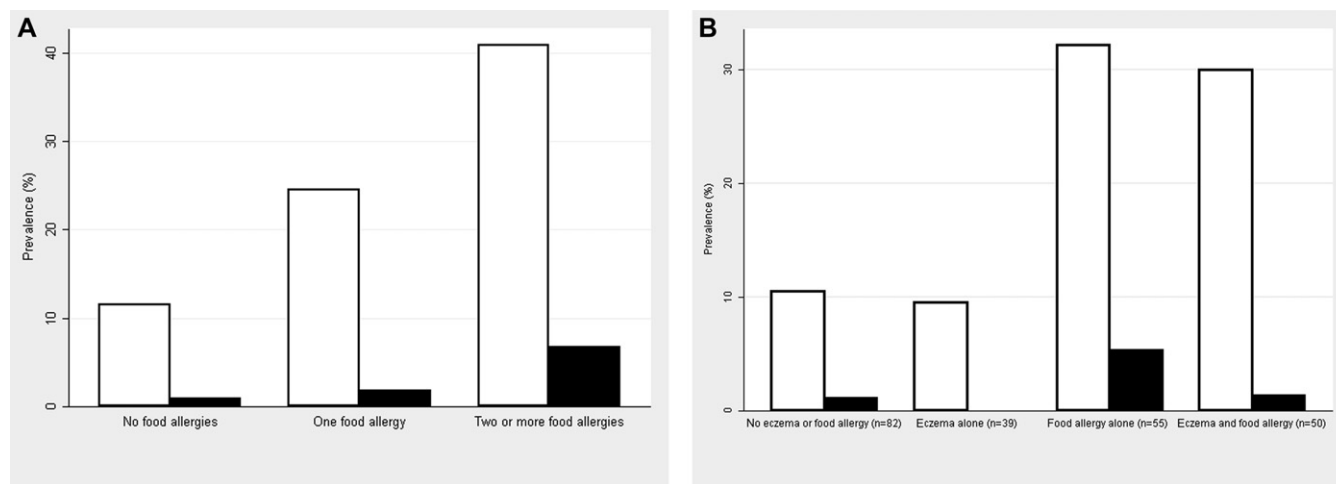 A
40
30
20
10
0
Prevalence (%)
No food allergies
One food allergy
Two or more food allergies
B
30
20
10
0
Prevalence (%)
No eczema or food allergy (n=82)
Eczema alone (n=39)
Food allergy alone (n=55)
Eczema and food allergy (n=50)